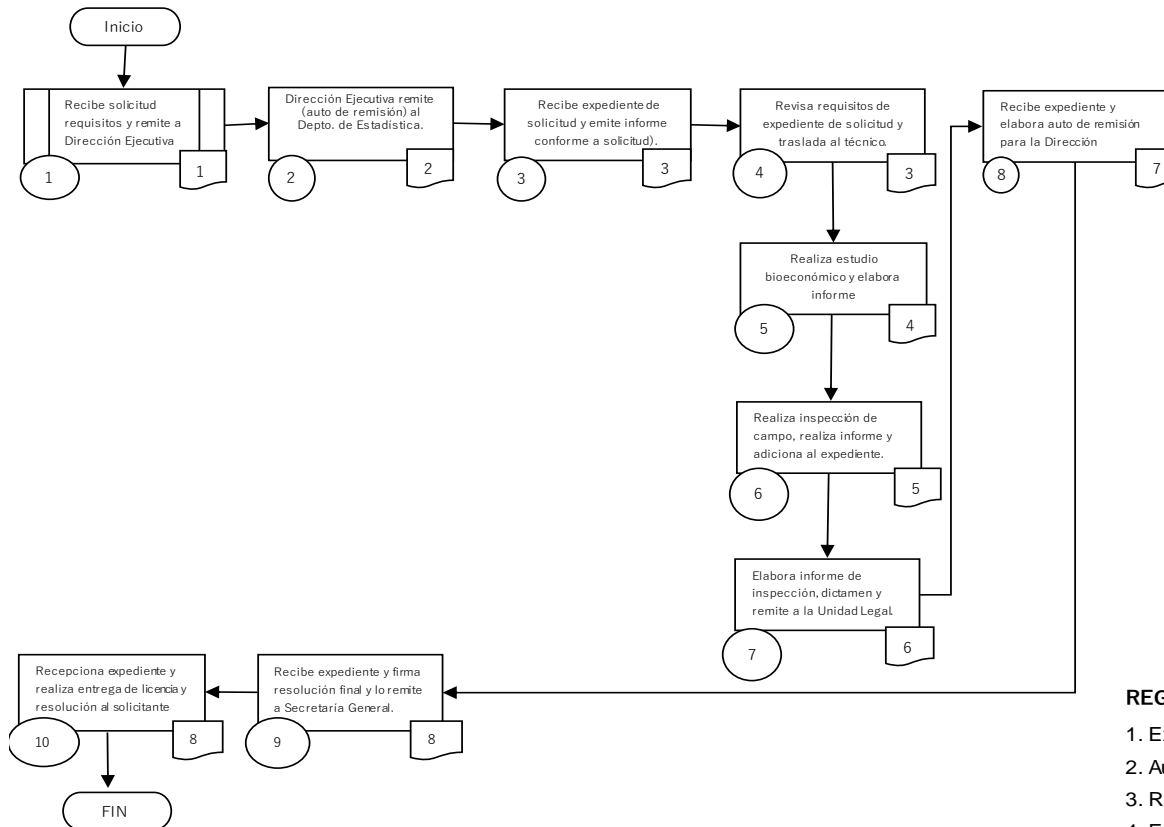 Inicio
Recibe solicitud
requisitos y remite a
Dirección Ejecutiva
1
1
Dirección Ejecutiva remite
(auto de remisión) al
Depto. de Estadística.
2
2
Recibe expediente de
solicitud y emite informe
conforme a solicitud).
3
3
Revisa requisitos de
expediente de solicitud y
traslada al técnico.
4
3
Recibe expediente y
elabora auto de remisión
para la Dirección
8
7
Realiza estudio
bioeconómico y elabora
informe
5
4
Realiza inspección de
campo, realiza informe y
adiciona al expediente.
6
5
Elabora informe de
inspección, dictamen y
remite a la Unidad Legal.
7
6
Recibe expediente y firma
resolución final y lo remite
a Secretaría General.
9
8
Recepciona expediente y
realiza entrega de licencia y
resolución al solicitante
10
8
FIN
REG
1. E
2. Au
3. R